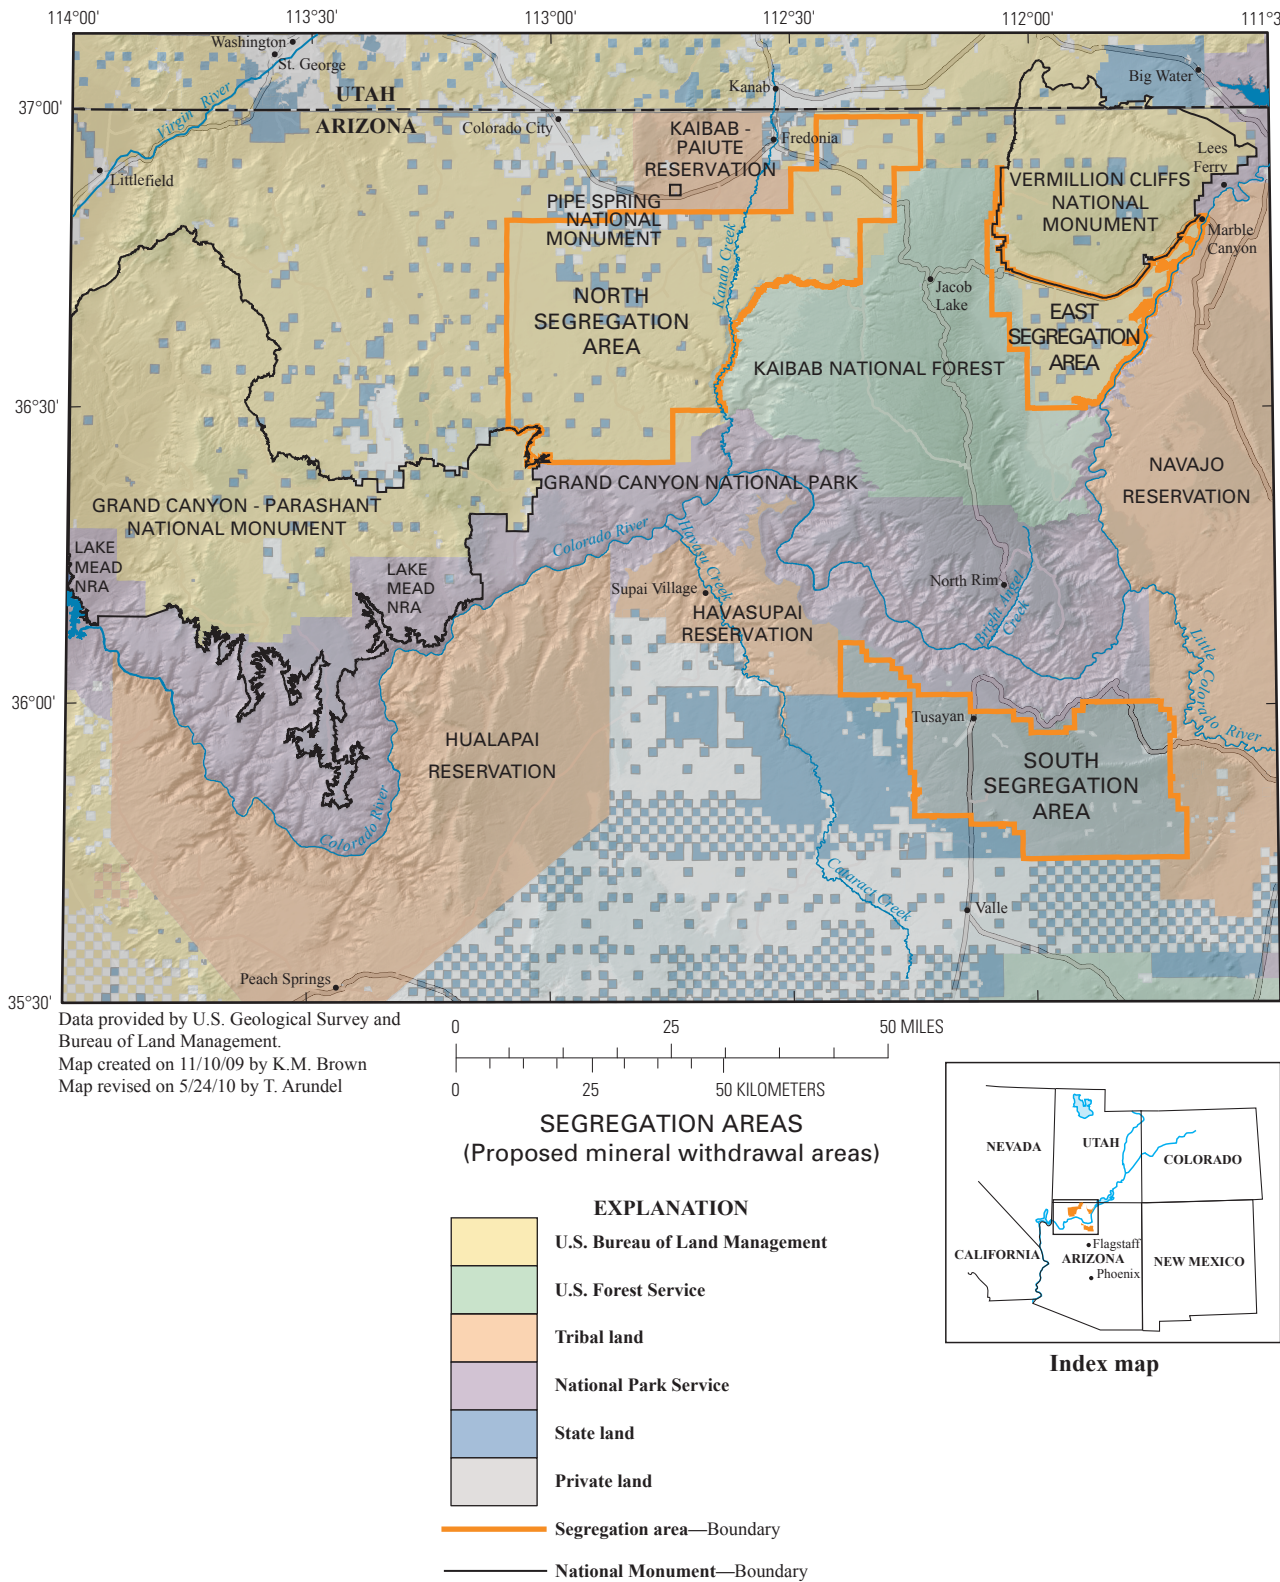 114°00'
113°30'
113°00'
112°30'
112°00'
111°3
Washington
St. George
Virgin River
UTAH
ARIZONA
37°00'
Colorado City
Kanab
Big Water
KAIBAB -
PAIUTE
RESERVATION
Fredonia
Lees
Ferry
Littlefield
VERMILLION CLIFFS
NATIONAL
MONUMENT
PIPE SPRING
NATIONAL
MONUMENT
Marble
Canyon
Kanab Creek
Jacob
Lake
NORTH
SEGREGATION
AREA
EAST
SEGREGATION
AREA
KAIBAB NATIONAL FOREST
36°30'
NAVAJO
RESERVATION
GRAND CANYON NATIONAL PARK
GRAND CANYON - PARASHANT
NATIONAL MONUMENT
Colorado River
Havasu Creek
LAKE
MEAD
NRA
LAKE
MEAD
NRA
Supai Village
North Rim
HAVASUPAI
RESERVATION
Bright Angel
Creek
Little Colorado River
36°00'
Tusayan
HUALAPAI
RESERVATION
SOUTH
SEGREGATION
AREA
Colorado River
Cataract Creek
Valle
Peach Springs
35°30'
Data provided by U.S. Geological Survey and
Bureau of Land Management.
Map created on 11/10/09 by K.M. Brown
Map revised on 5/24/10 by T. Arundel
0 25 50 MILES
0 25 50 KILOMETERS
SEGREGATION AREAS
(Proposed mineral withdrawal areas)
EXPLANATION
U.S. Bureau of Land Management
U.S. Forest Service
Tribal land
National Park Service
State land
Private land
Segregation area—Boundary
National Monument—Boundary
NEVADA
UTAH
COLORADO
CALIFORNIA
Flagstaff
ARIZONA
Phoenix
NEW MEXICO
Index map